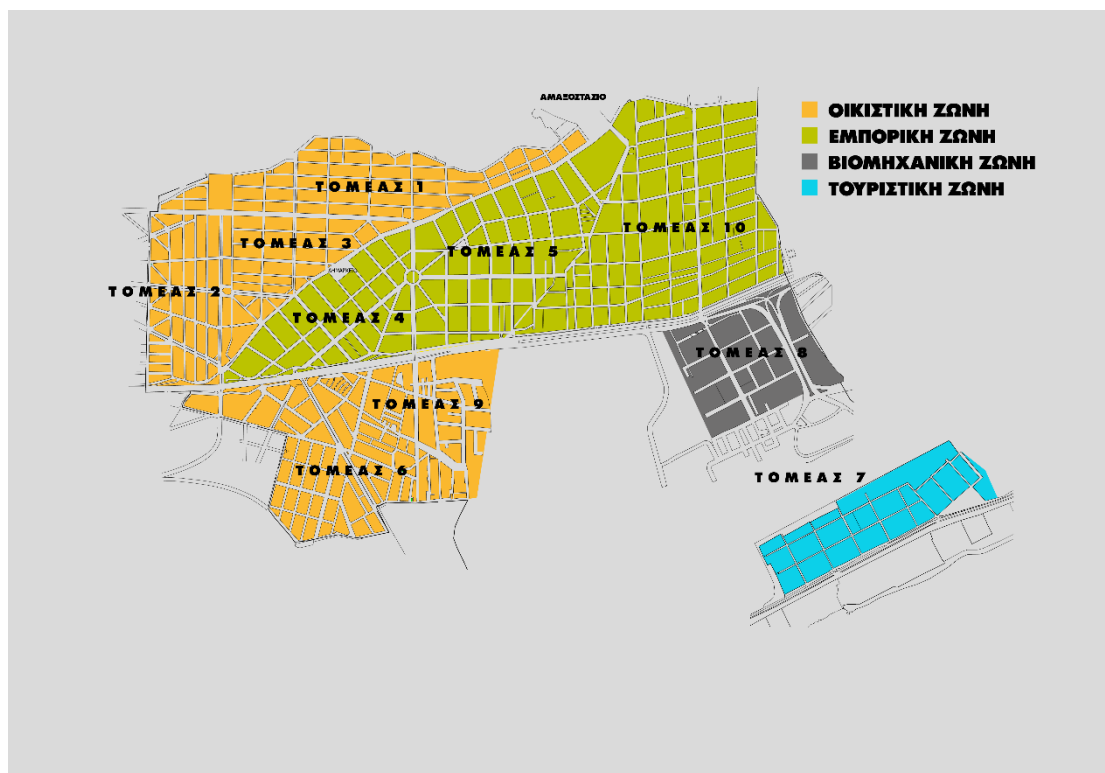 ΑΜΑΞΟΣΤΑΣΙΟ
ΟΙΚΙΣΤΙΚΗ ΖΩΝΗ
ΕΜΠΟΡΙΚΗ ΖΩΝΗ
ΒΙΟΜΗΧΑΝΙΚΗ ΖΩΝΗ
ΤΟΥΡΙΣΤΙΚΗ ΖΩΝΗ
ΤΟΜΕΑΣ 1
ΤΟΜΕΑΣ 10
ΤΟΜΕΑΣ 3
ΤΟΜΕΑΣ 5
ΔΗΜΑΡΧΕΙΟ
ΤΟΜΕΑΣ 2
ΤΟΜΕΑΣ 4
ΤΟΜΕΑΣ 8
ΤΟΜΕΑΣ 9
ΤΟΜΕΑΣ 6
ΤΟΜΕΑΣ 7